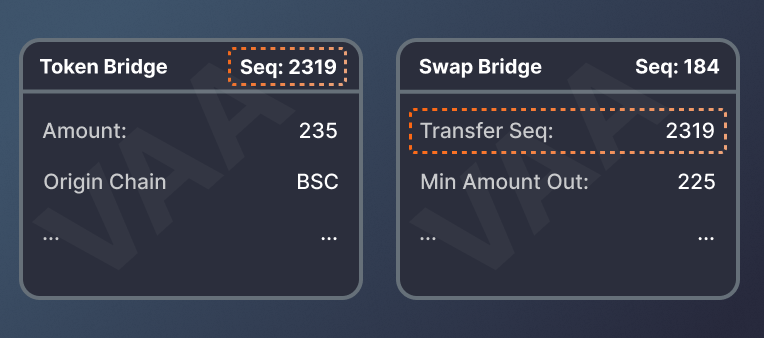 Token Bridge Seq: 2319
Amount: 235
Origin Chain BSC
... ...
VAA
Swap Bridge Seq: 184
Transfer Seq: 2319
Min Amount Out: 225
... ...
VAA